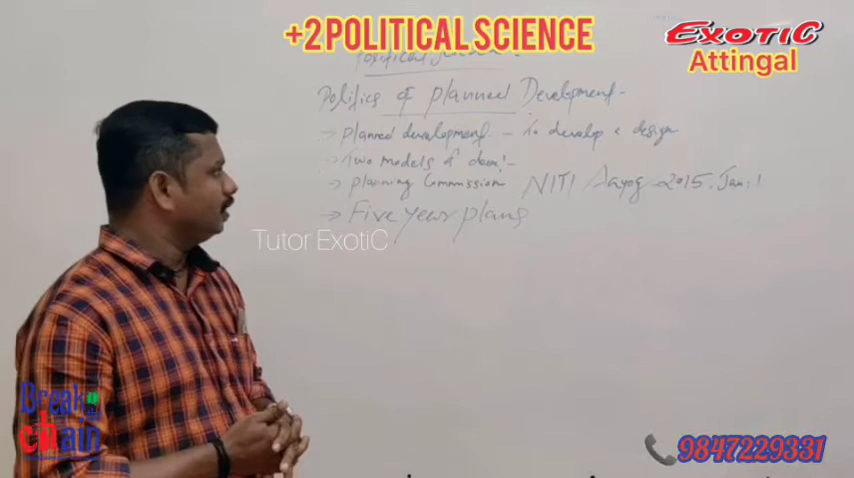 +2 POLITICAL SCIENCE
EXOTIC
Attingal
Politics of planned Development -
→ planned development. - To develop & design
→ Two models of deve! -
→ planning Commission NITI Aayog 2015. Jan. 1
→ Five year plans
Tutor ExotiC
Break
chain
9847229331